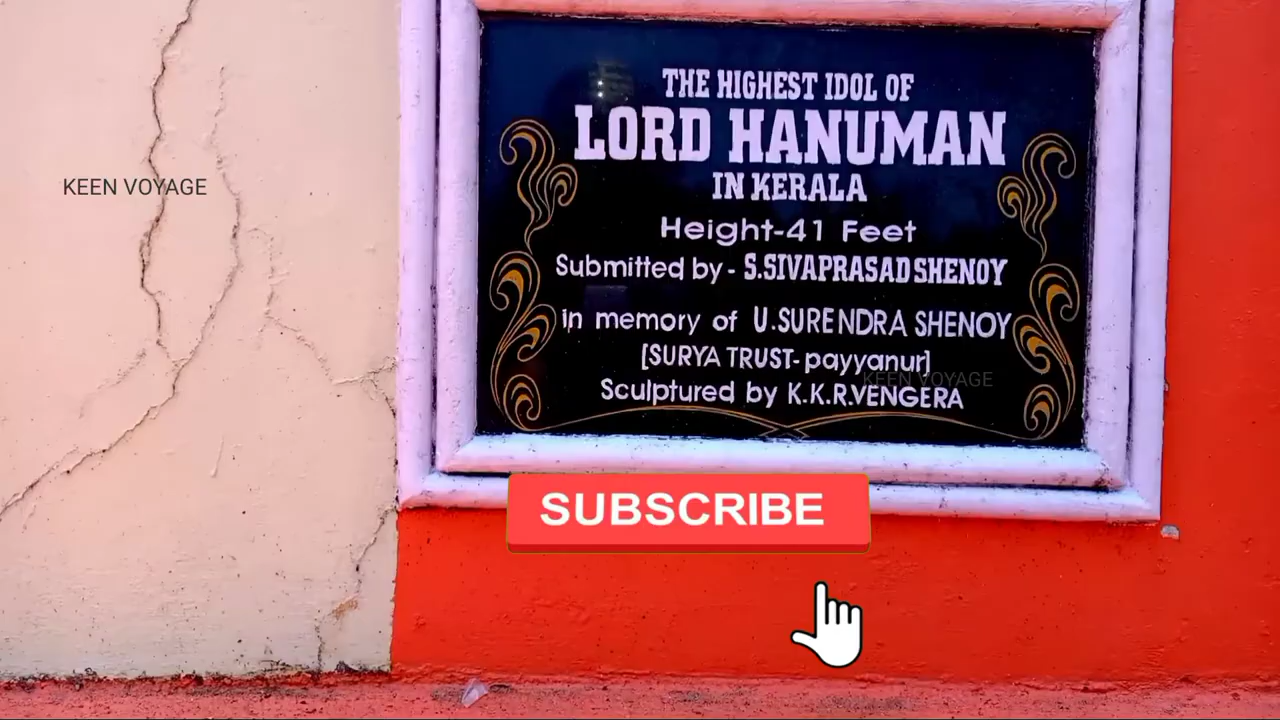 THE HIGHEST IDOL OF
LORD HANUMAN
IN KERALA
KEEN VOYAGE
Height-41 Feet
Submitted by - S.SIVAPRASAD SHENOY
in memory of U.SURENDRA SHENOY
[SURYA TRUST- payyanur]
KEEN VOYAGE
Sculptured by K.K.R.VENGERA
SUBSCRIBE